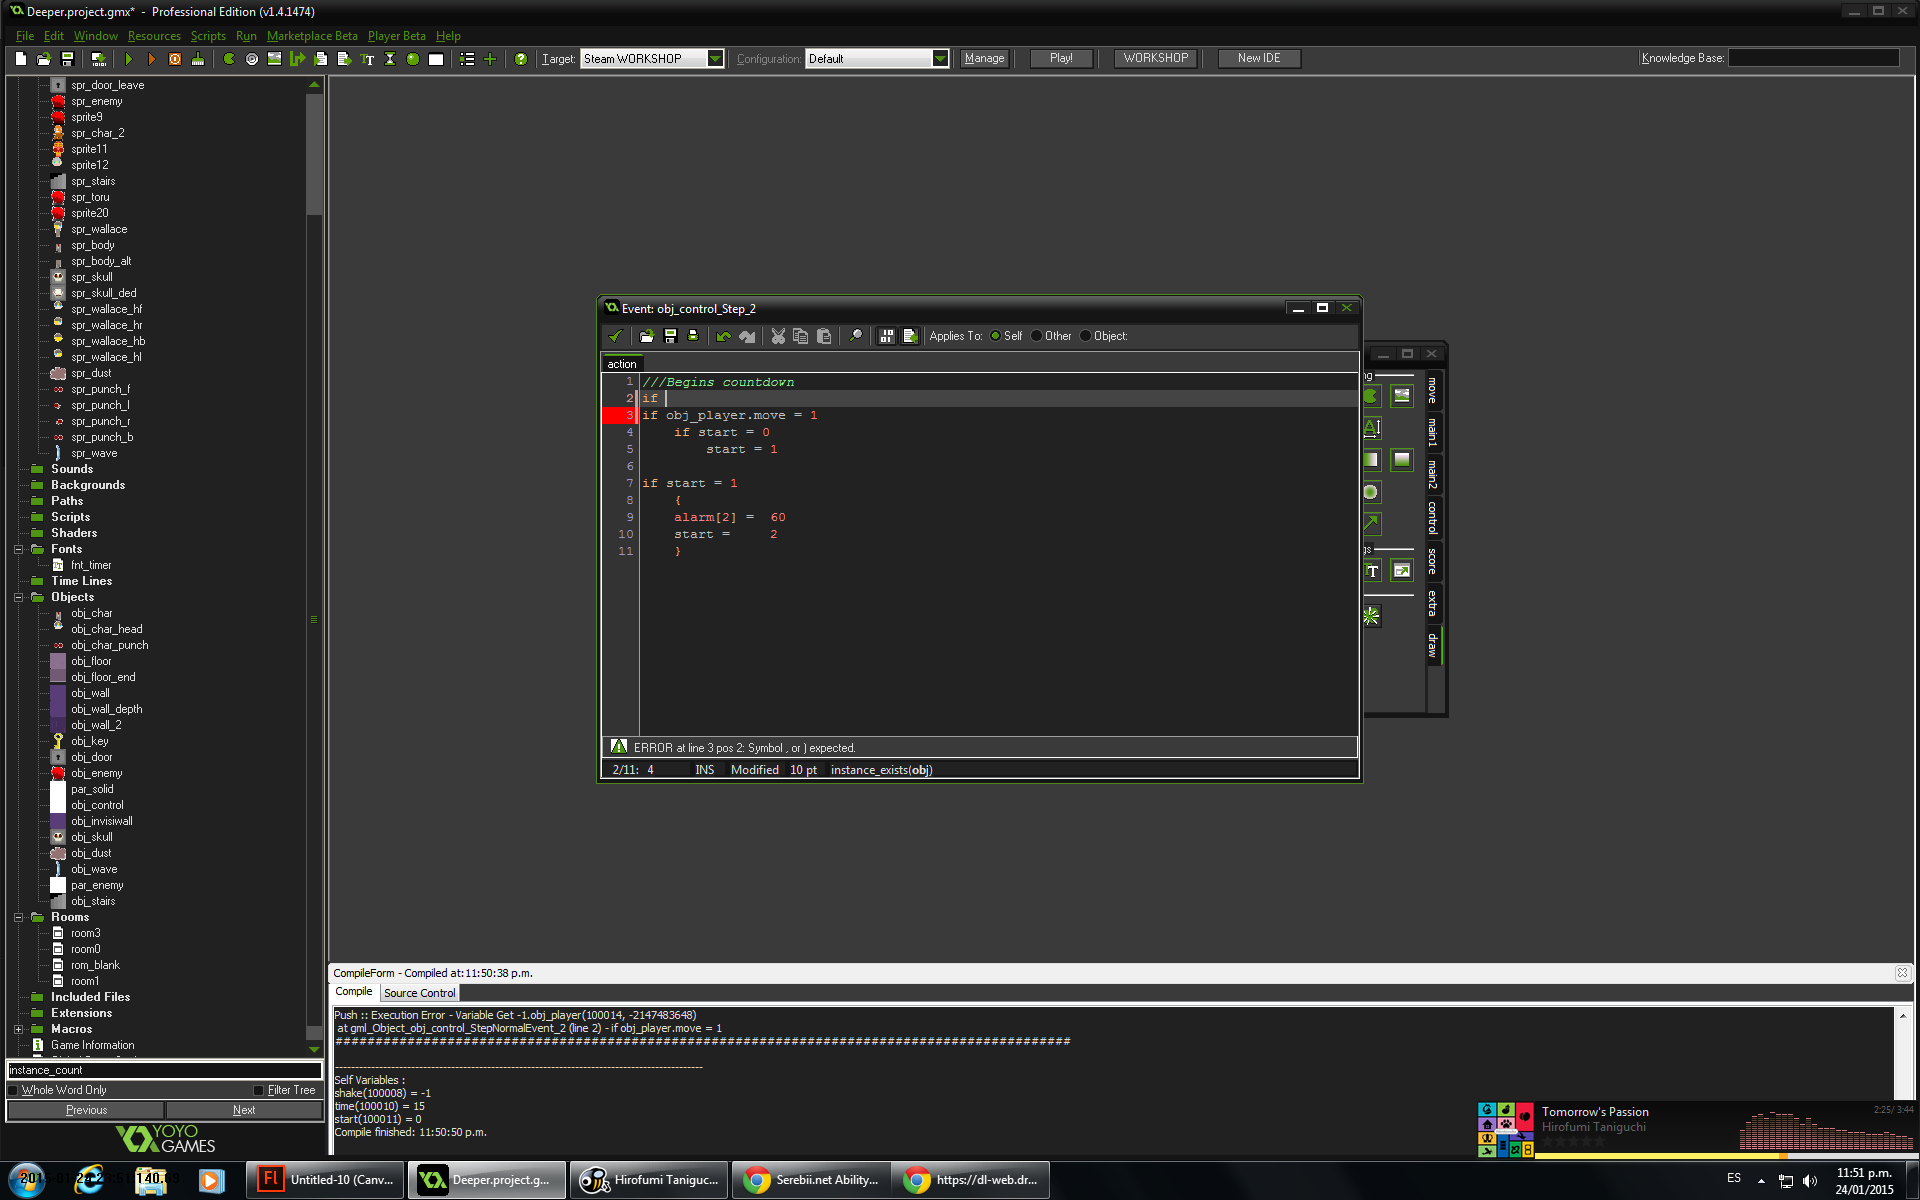 Deeper.project.gmx* - Professional Edition (v1.4.1474)
File Edit Window Resources Scripts Run Marketplace Beta Player Beta Help
Target: Steam WORKSHOP Configuration: Default Manage Play! WORKSHOP New IDE Knowledge Base:
spr_door_leave
spr_enemy
sprite9
spr_char_2
sprite11
sprite12
spr_stairs
spr_toru
sprite20
spr_wallace
spr_body
spr_body_alt
spr_skull
spr_skull_ded
spr_wallace_hf
spr_wallace_hr
spr_wallace_hb
spr_wallace_hl
spr_dust
spr_punch_f
spr_punch_l
spr_punch_r
spr_punch_b
spr_wave
Sounds
Backgrounds
Paths
Scripts
Shaders
Fonts
fnt_timer
Time Lines
Objects
obj_char
obj_char_head
obj_char_punch
obj_floor
obj_floor_end
obj_wall
obj_wall_depth
obj_wall_2
obj_key
obj_door
obj_enemy
par_solid
obj_control
obj_invisiwall
obj_skull
obj_dust
obj_wave
par_enemy
obj_stairs
Rooms
room3
room0
rom_blank
room1
Included Files
Extensions
Macros
Game Information
instance_count
Whole Word Only Filter Tree
Previous Next
YOYO
GAMES
Event: obj_control_Step_2
Applies To: Self Other Object:
action
1 ///Begins countdown
2 if
3 if obj_player.move = 1
4 if start = 0
5 start = 1
6
7 if start = 1
8 {
9 alarm[2] = 60
10 start = 2
11 }
ERROR at line 3 pos 2: Symbol , or ) expected.
2/11: 4 INS Modified 10 pt instance_exists(obj)
move
main1
main2
control
score
extra
draw
CompileForm - Compiled at:11:50:38 p.m.
Compile Source Control
Push :: Execution Error - Variable Get -1.obj_player(100014, -2147483648)
at gml_Object_obj_control_StepNormalEvent_2 (line 2) - if obj_player.move = 1
############################################################################################
Self Variables :
shake(100008) = -1
time(100010) = 15
start(100011) = 0
Compile finished: 11:50:50 p.m.
Tomorrow's Passion
Hirofumi Taniguchi
2:25/ 3:44
Untitled-10 (Canv...
Deeper.project.g...
Hirofumi Taniguc...
Serebii.net Ability...
https://dl-web.dr...
ES
11:51 p.m.
24/01/2015